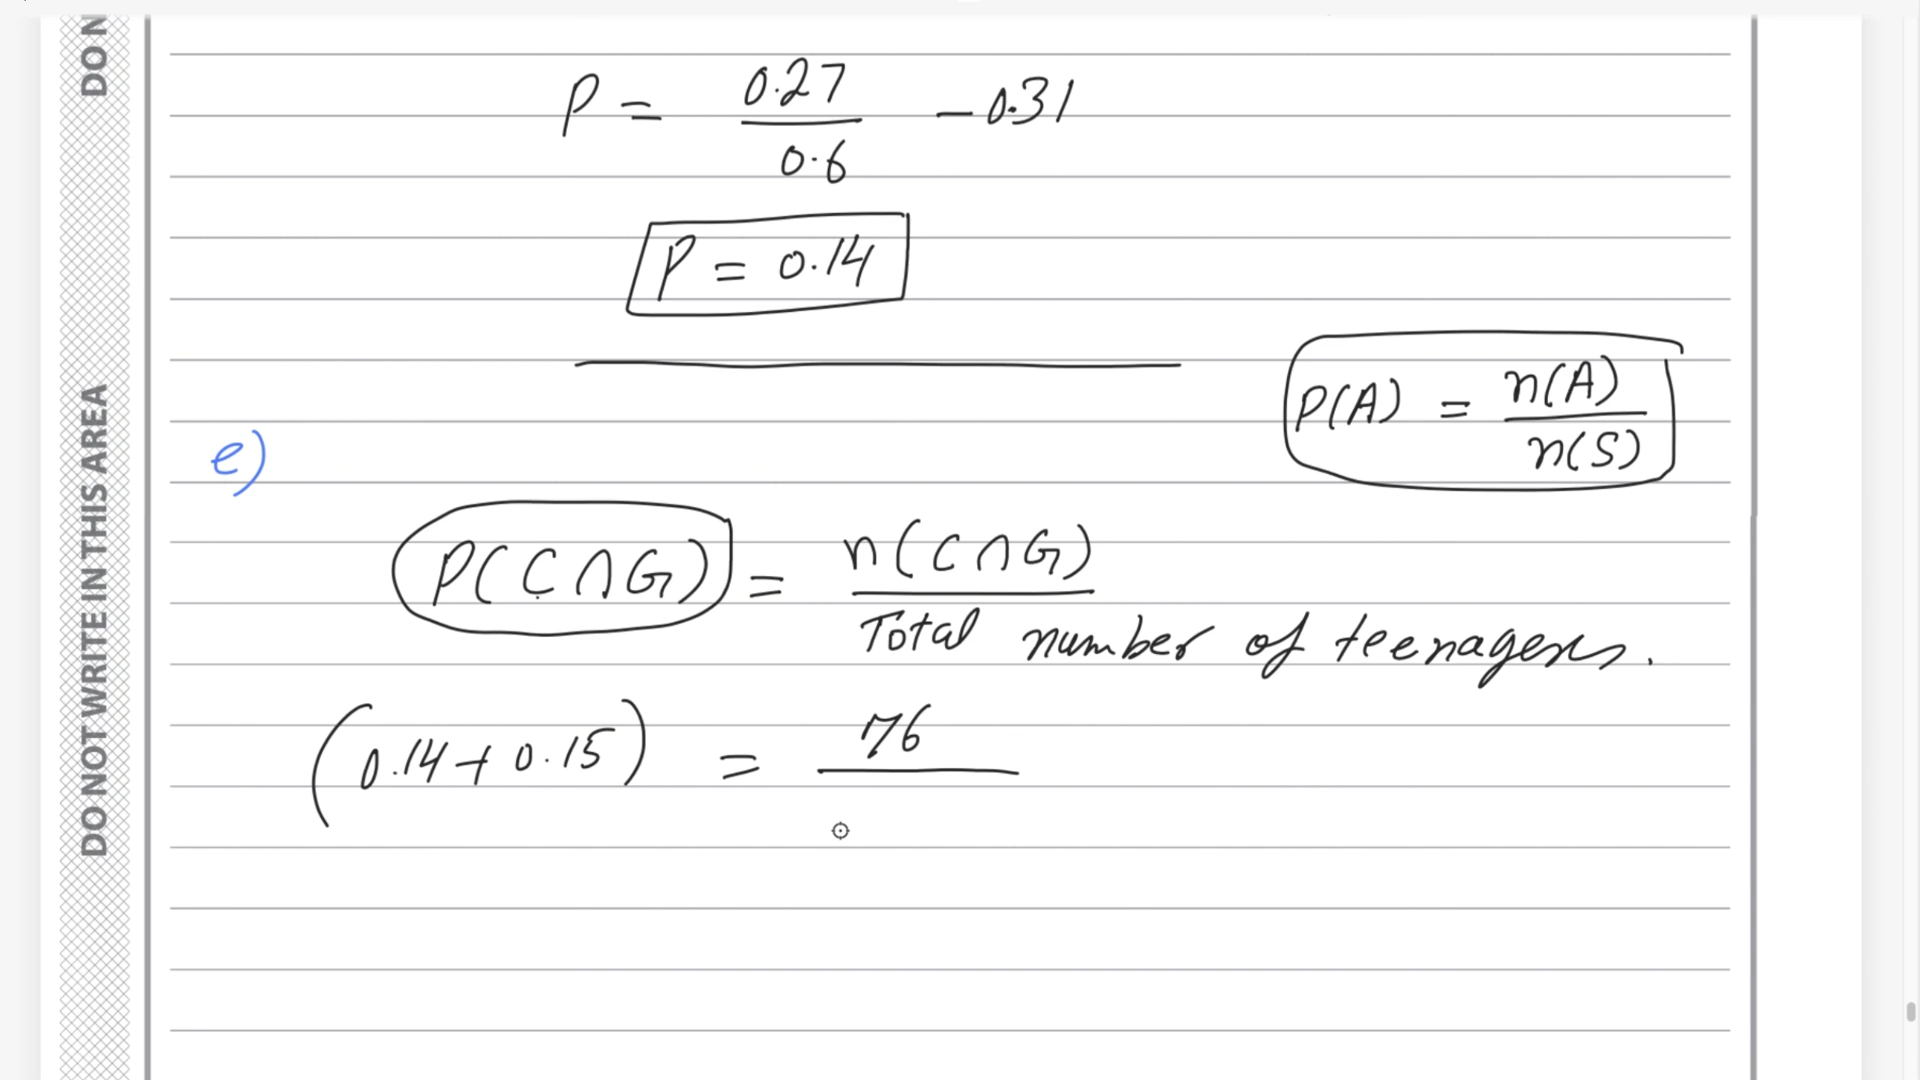 P = 0.27/0.6 - 0.31
P = 0.14
P(A) = n(A)/n(S)
e)
P(C∩G) = n(C∩G)/Total number of teenagers.
(0.14 + 0.15) = 76/
DO N
DO NOT WRITE IN THIS AREA